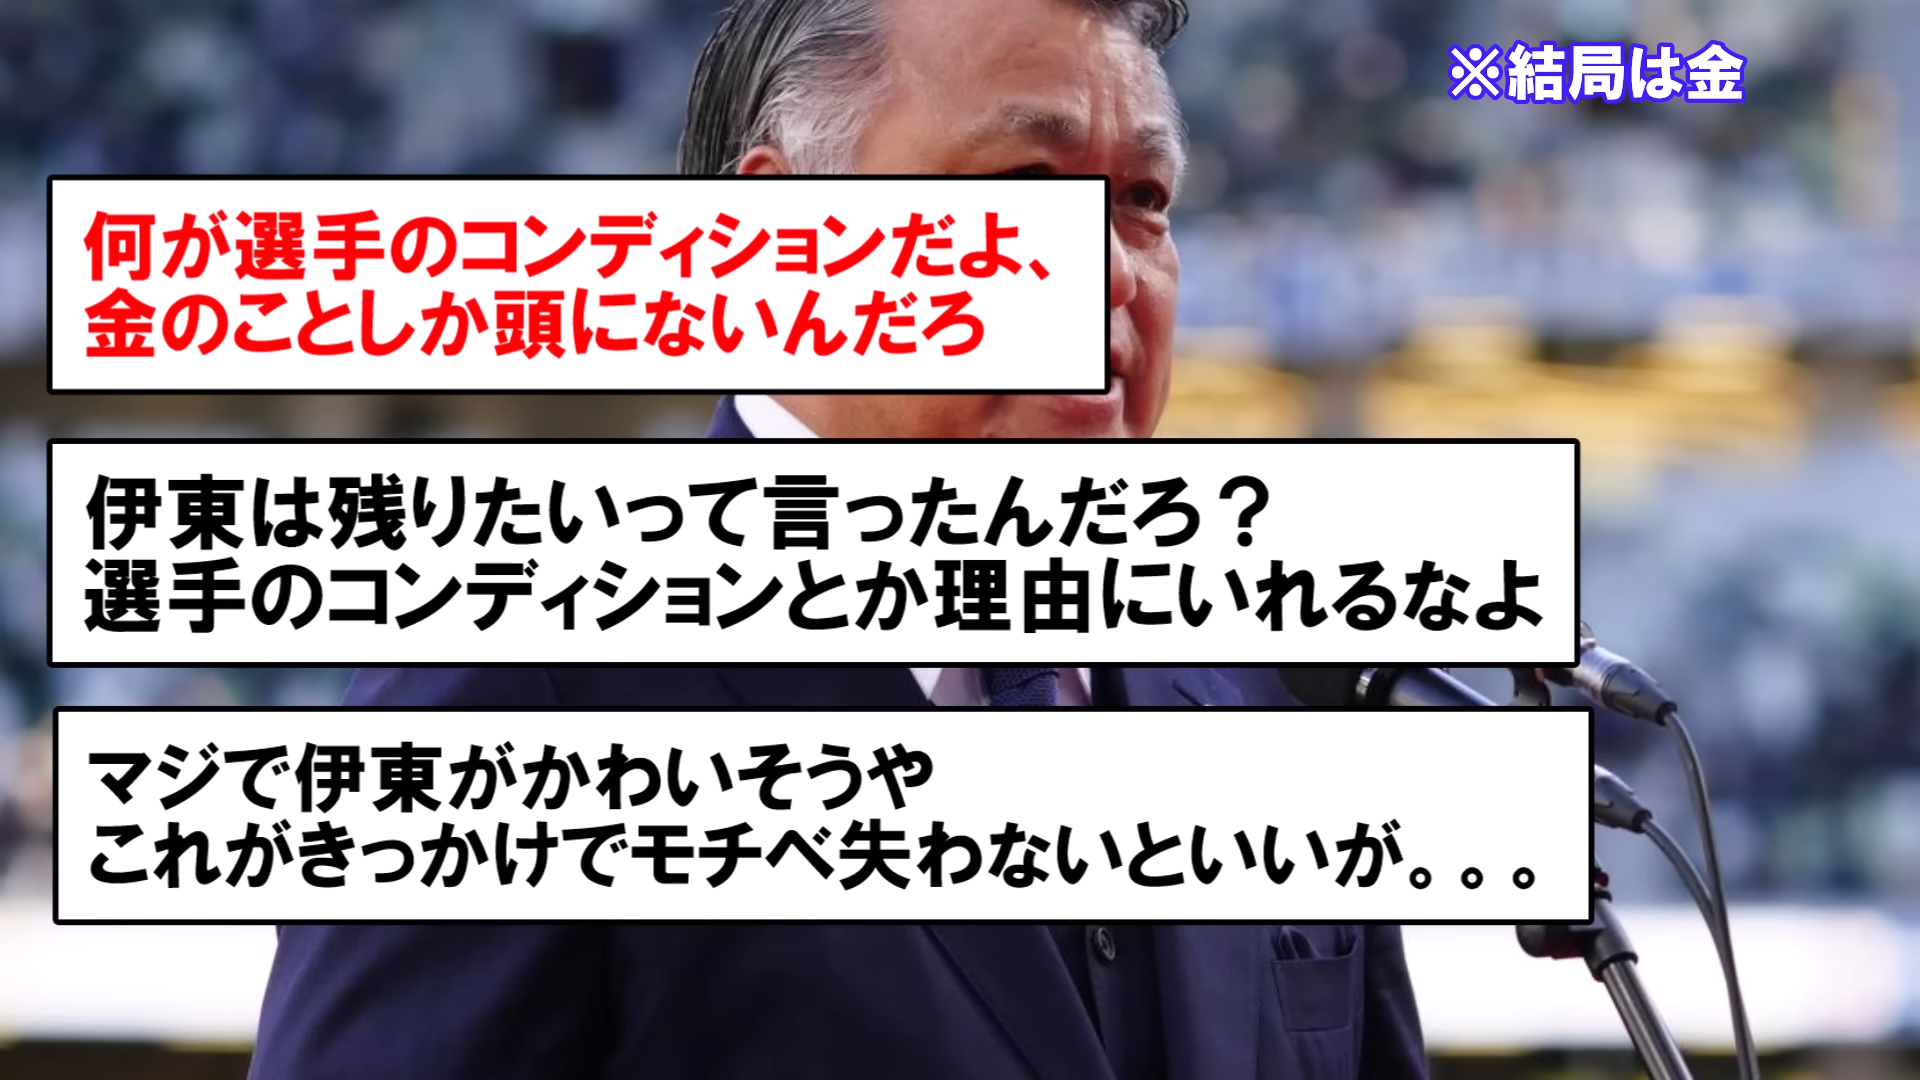 ※結局は金
何が選手のコンディションだよ、
金のことしか頭にないんだろ
伊東は残りたいって言ったんだろ？
選手のコンディションとか理由にいれるなよ
マジで伊東がかわいそうや
これがきっかけでモチベ失わないといいが。。。